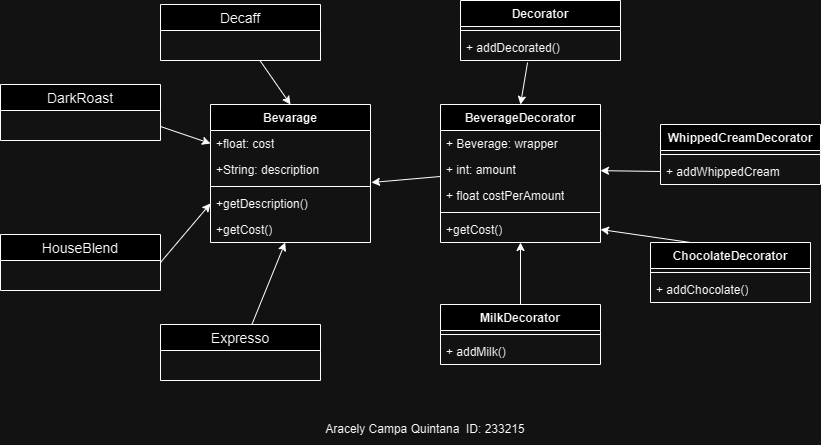 Decaff
Decorator
+ addDecorated()
DarkRoast
Bevarage
+float: cost
+String: description
+getDescription()
+getCost()
BeverageDecorator
+ Beverage: wrapper
+ int: amount
+ float costPerAmount
+getCost()
WhippedCreamDecorator
+ addWhippedCream
HouseBlend
ChocolateDecorator
+ addChocolate()
Expresso
MilkDecorator
+ addMilk()
Aracely Campa Quintana  ID: 233215